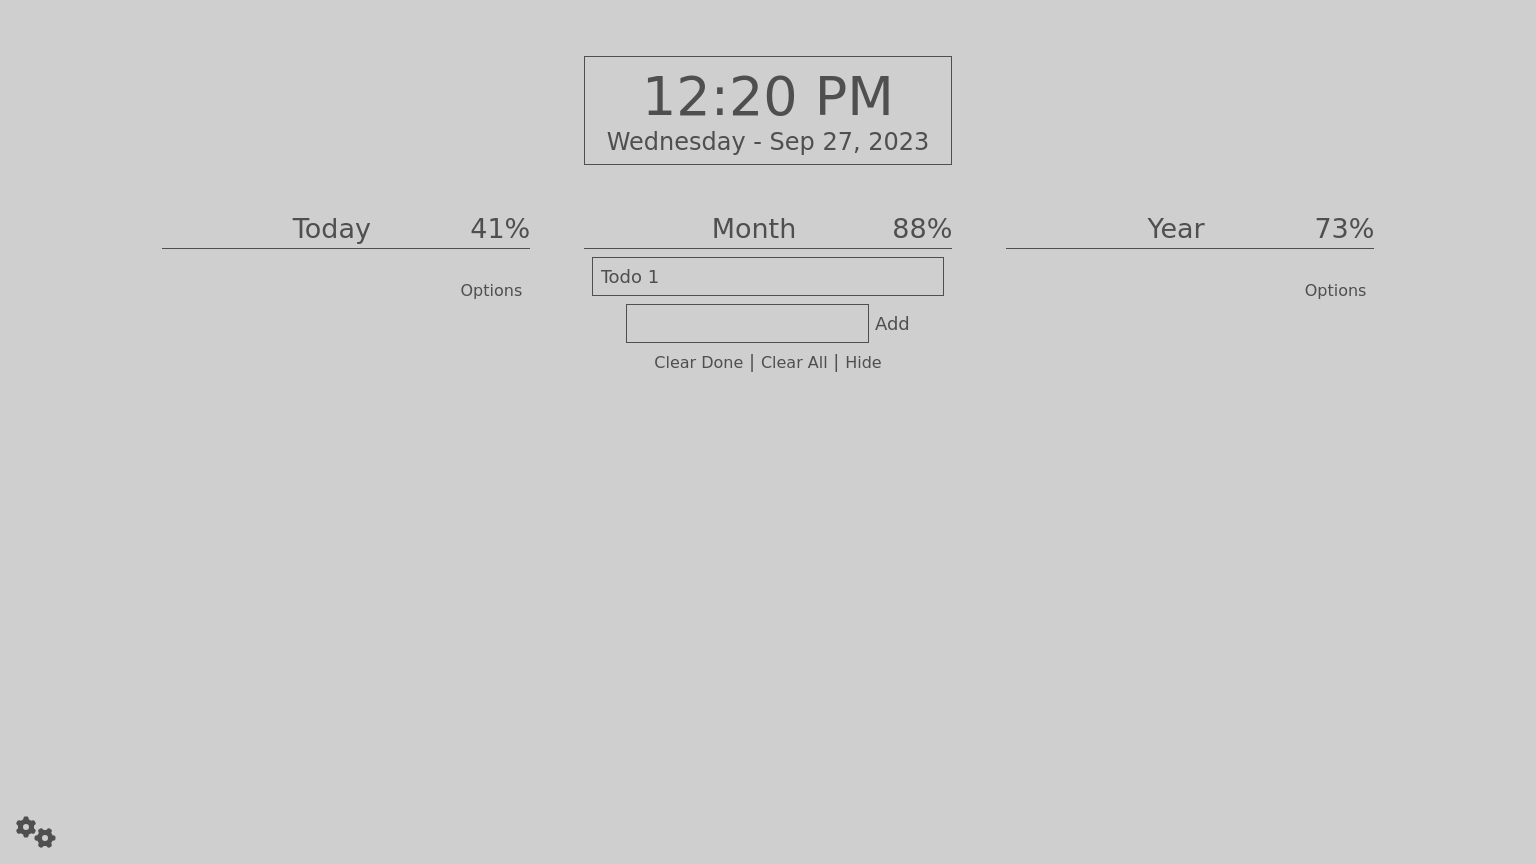 12:20 PM
Wednesday - Sep 27, 2023
Today 41%
Options
Month 88%
Todo 1
Add
Clear Done | Clear All | Hide
Year 73%
Options